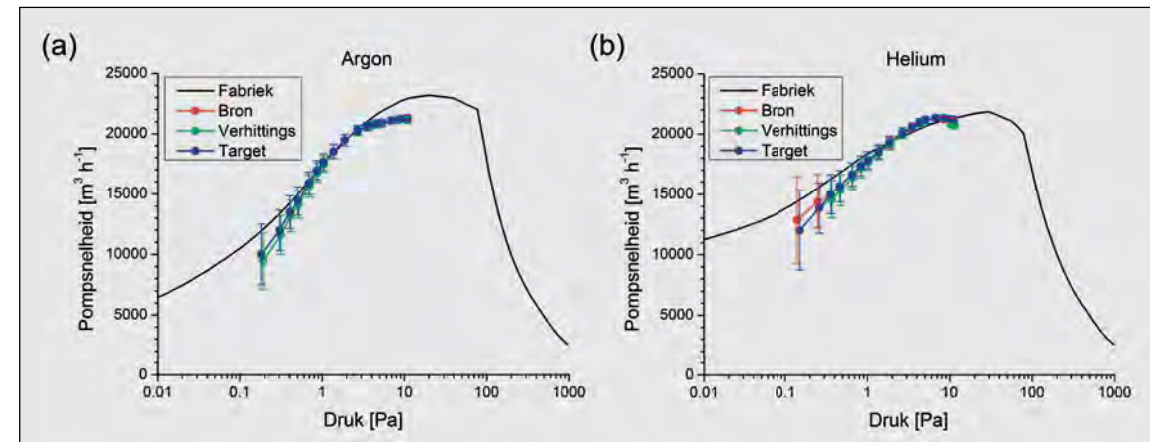 (a)
Argon
Pompsnelheid [m³ h⁻¹]
25000
20000
15000
10000
5000
0
Fabriek
Bron
Verhittings
Target
0.01
0.1
1
10
100
1000
Druk [Pa]
(b)
Helium
Pompsnelheid [m³ h⁻¹]
25000
20000
15000
10000
5000
0
Fabriek
Bron
Verhittings
Target
0.01
0.1
1
10
100
1000
Druk [Pa]